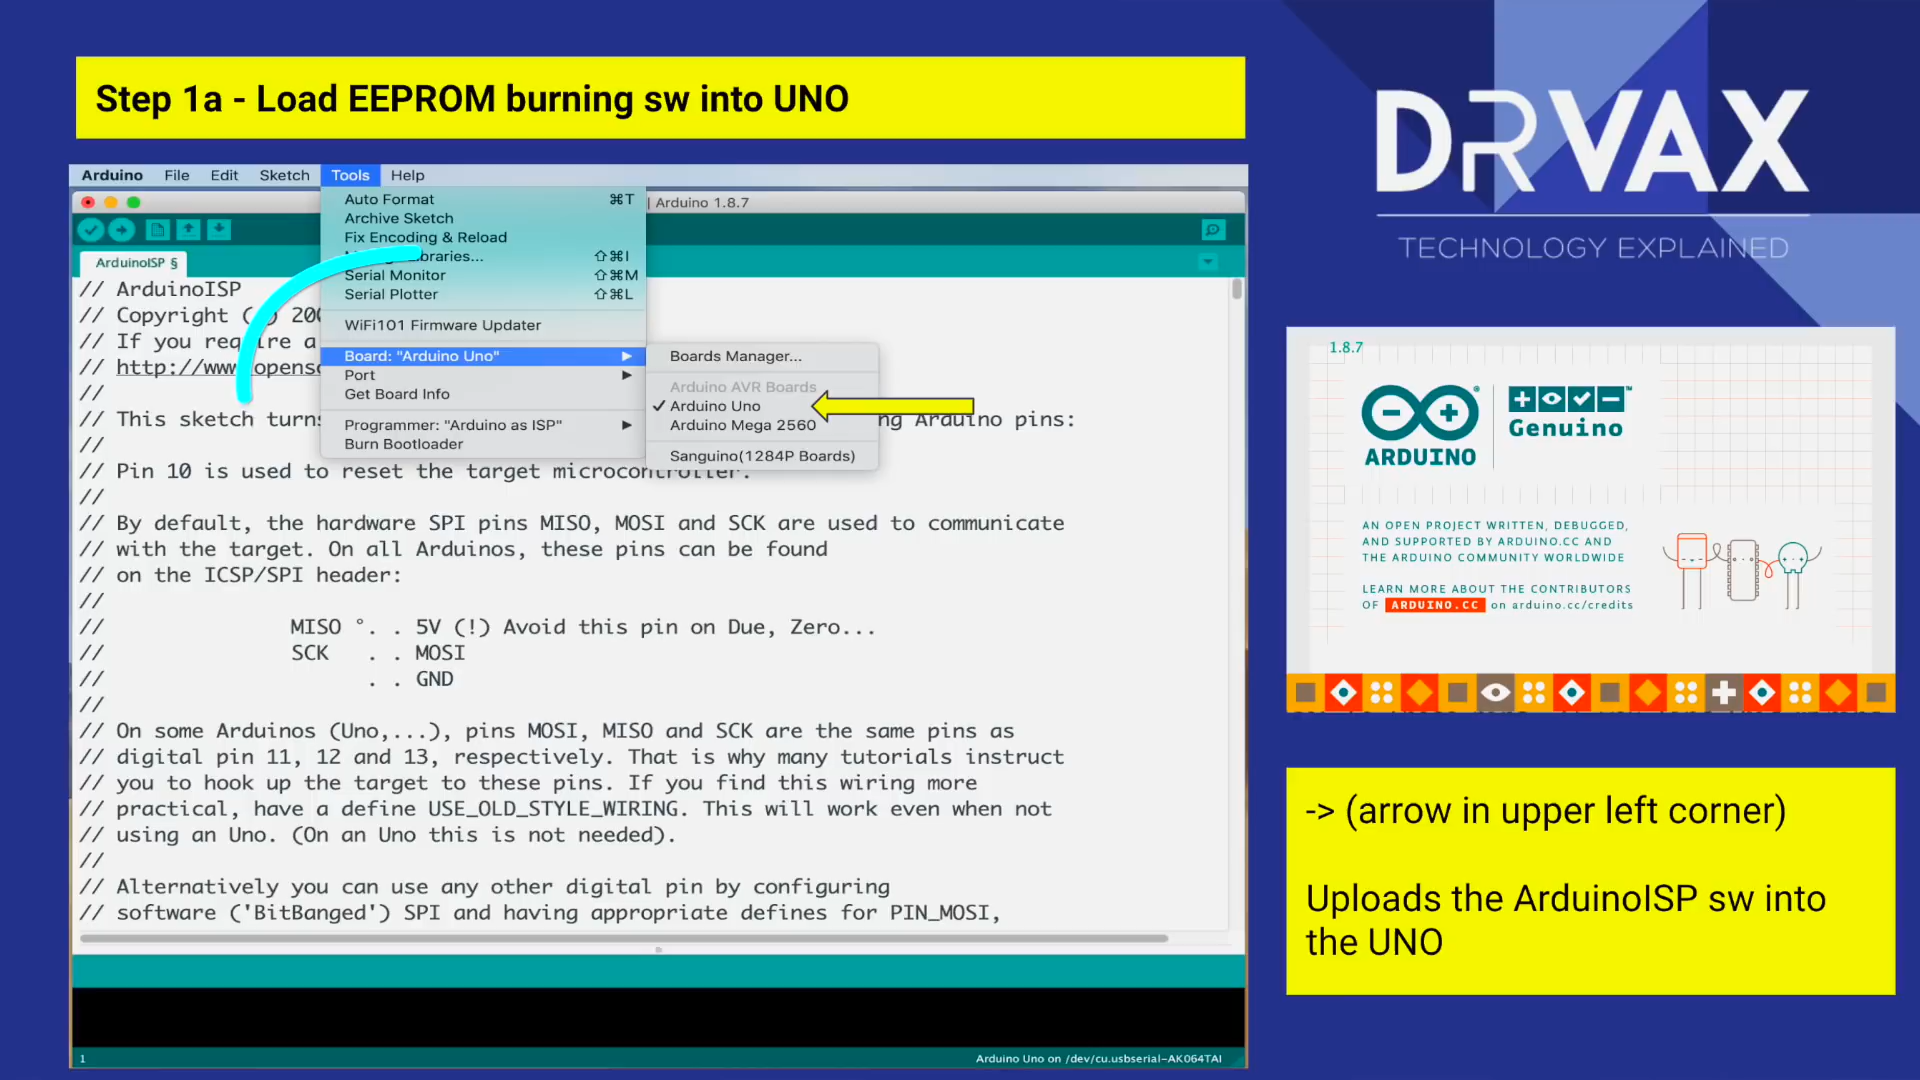 Step 1a - Load EEPROM burning sw into UNO
DRVAX
TECHNOLOGY EXPLAINED
Arduino File Edit Sketch Tools Help
| Arduino 1.8.7
Auto Format ⌘T
Archive Sketch
Fix Encoding & Reload
⇧⌘I
Serial Monitor ⇧⌘M
Serial Plotter ⇧⌘L
WiFi101 Firmware Updater
Board: "Arduino Uno"
Port
Get Board Info
Programmer: "Arduino as ISP"
Burn Bootloader
Boards Manager...
Arduino AVR Boards
✓ Arduino Uno
Arduino Mega 2560
Sanguino(1284P Boards)
ArduinoISP §
// ArduinoISP
// Copyright
// If you require a
// http://www.opens
//
// This sketch turns Arduino pins:
//
// Pin 10 is used to reset the target microcontroller.
//
// By default, the hardware SPI pins MISO, MOSI and SCK are used to communicate
// with the target. On all Arduinos, these pins can be found
// on the ICSP/SPI header:
//
// MISO °. . 5V (!) Avoid this pin on Due, Zero...
// SCK . . MOSI
// . . GND
//
// On some Arduinos (Uno,...), pins MOSI, MISO and SCK are the same pins as
// digital pin 11, 12 and 13, respectively. That is why many tutorials instruct
// you to hook up the target to these pins. If you find this wiring more
// practical, have a define USE_OLD_STYLE_WIRING. This will work even when not
// using an Uno. (On an Uno this is not needed).
//
// Alternatively you can use any other digital pin by configuring
// software ('BitBanged') SPI and having appropriate defines for PIN_MOSI,
1
Arduino Uno on /dev/cu.usbserial-AK064TAI
1.8.7
ARDUINO
Genuino
AN OPEN PROJECT WRITTEN, DEBUGGED,
AND SUPPORTED BY ARDUINO.CC AND
THE ARDUINO COMMUNITY WORLDWIDE
LEARN MORE ABOUT THE CONTRIBUTORS
OF ARDUINO.CC on arduino.cc/credits
-> (arrow in upper left corner)
Uploads the ArduinoISP sw into
the UNO